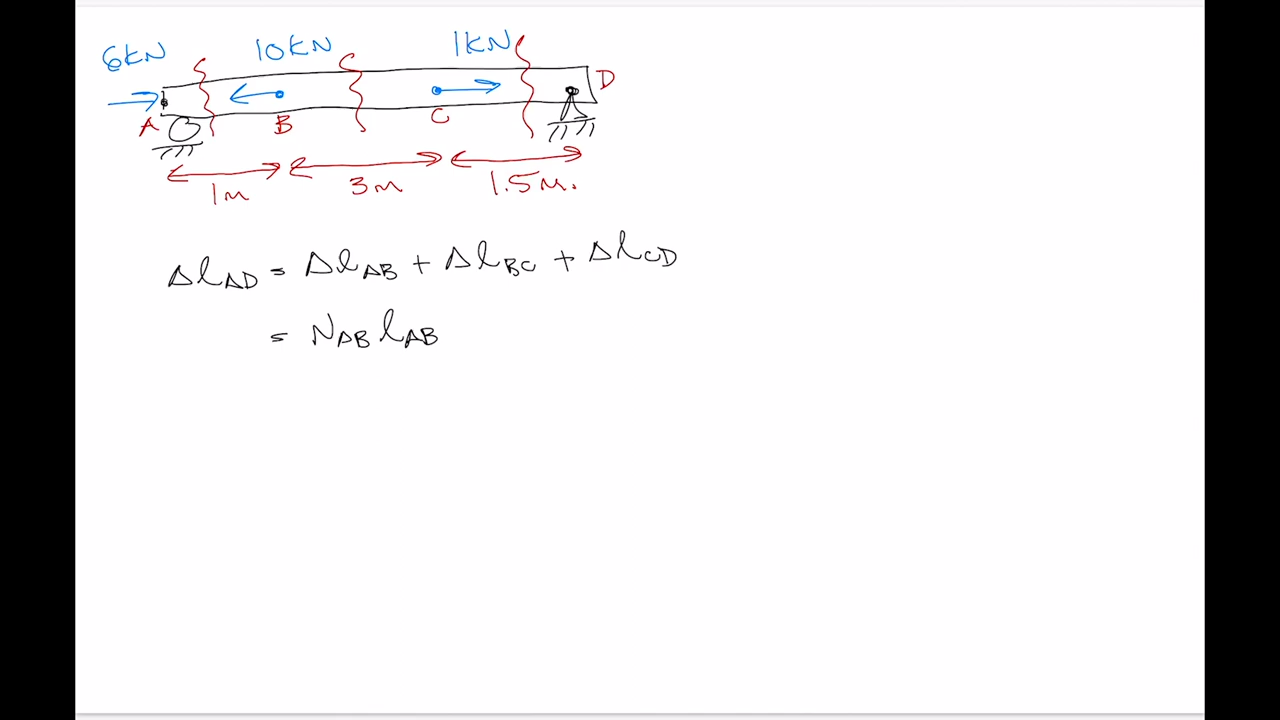 6kN 10kN 1kN
A B C D
1m 3m 1.5m.
Δl_AD = Δl_AB + Δl_BC + Δl_CD
= N_AB l_AB